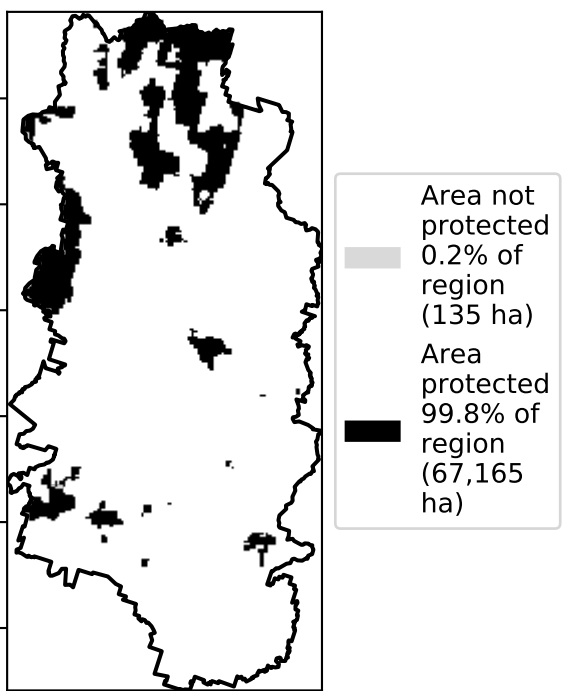 Area not
protected
0.2% of
region
(135 ha)
Area
protected
99.8% of
region
(67,165
ha)